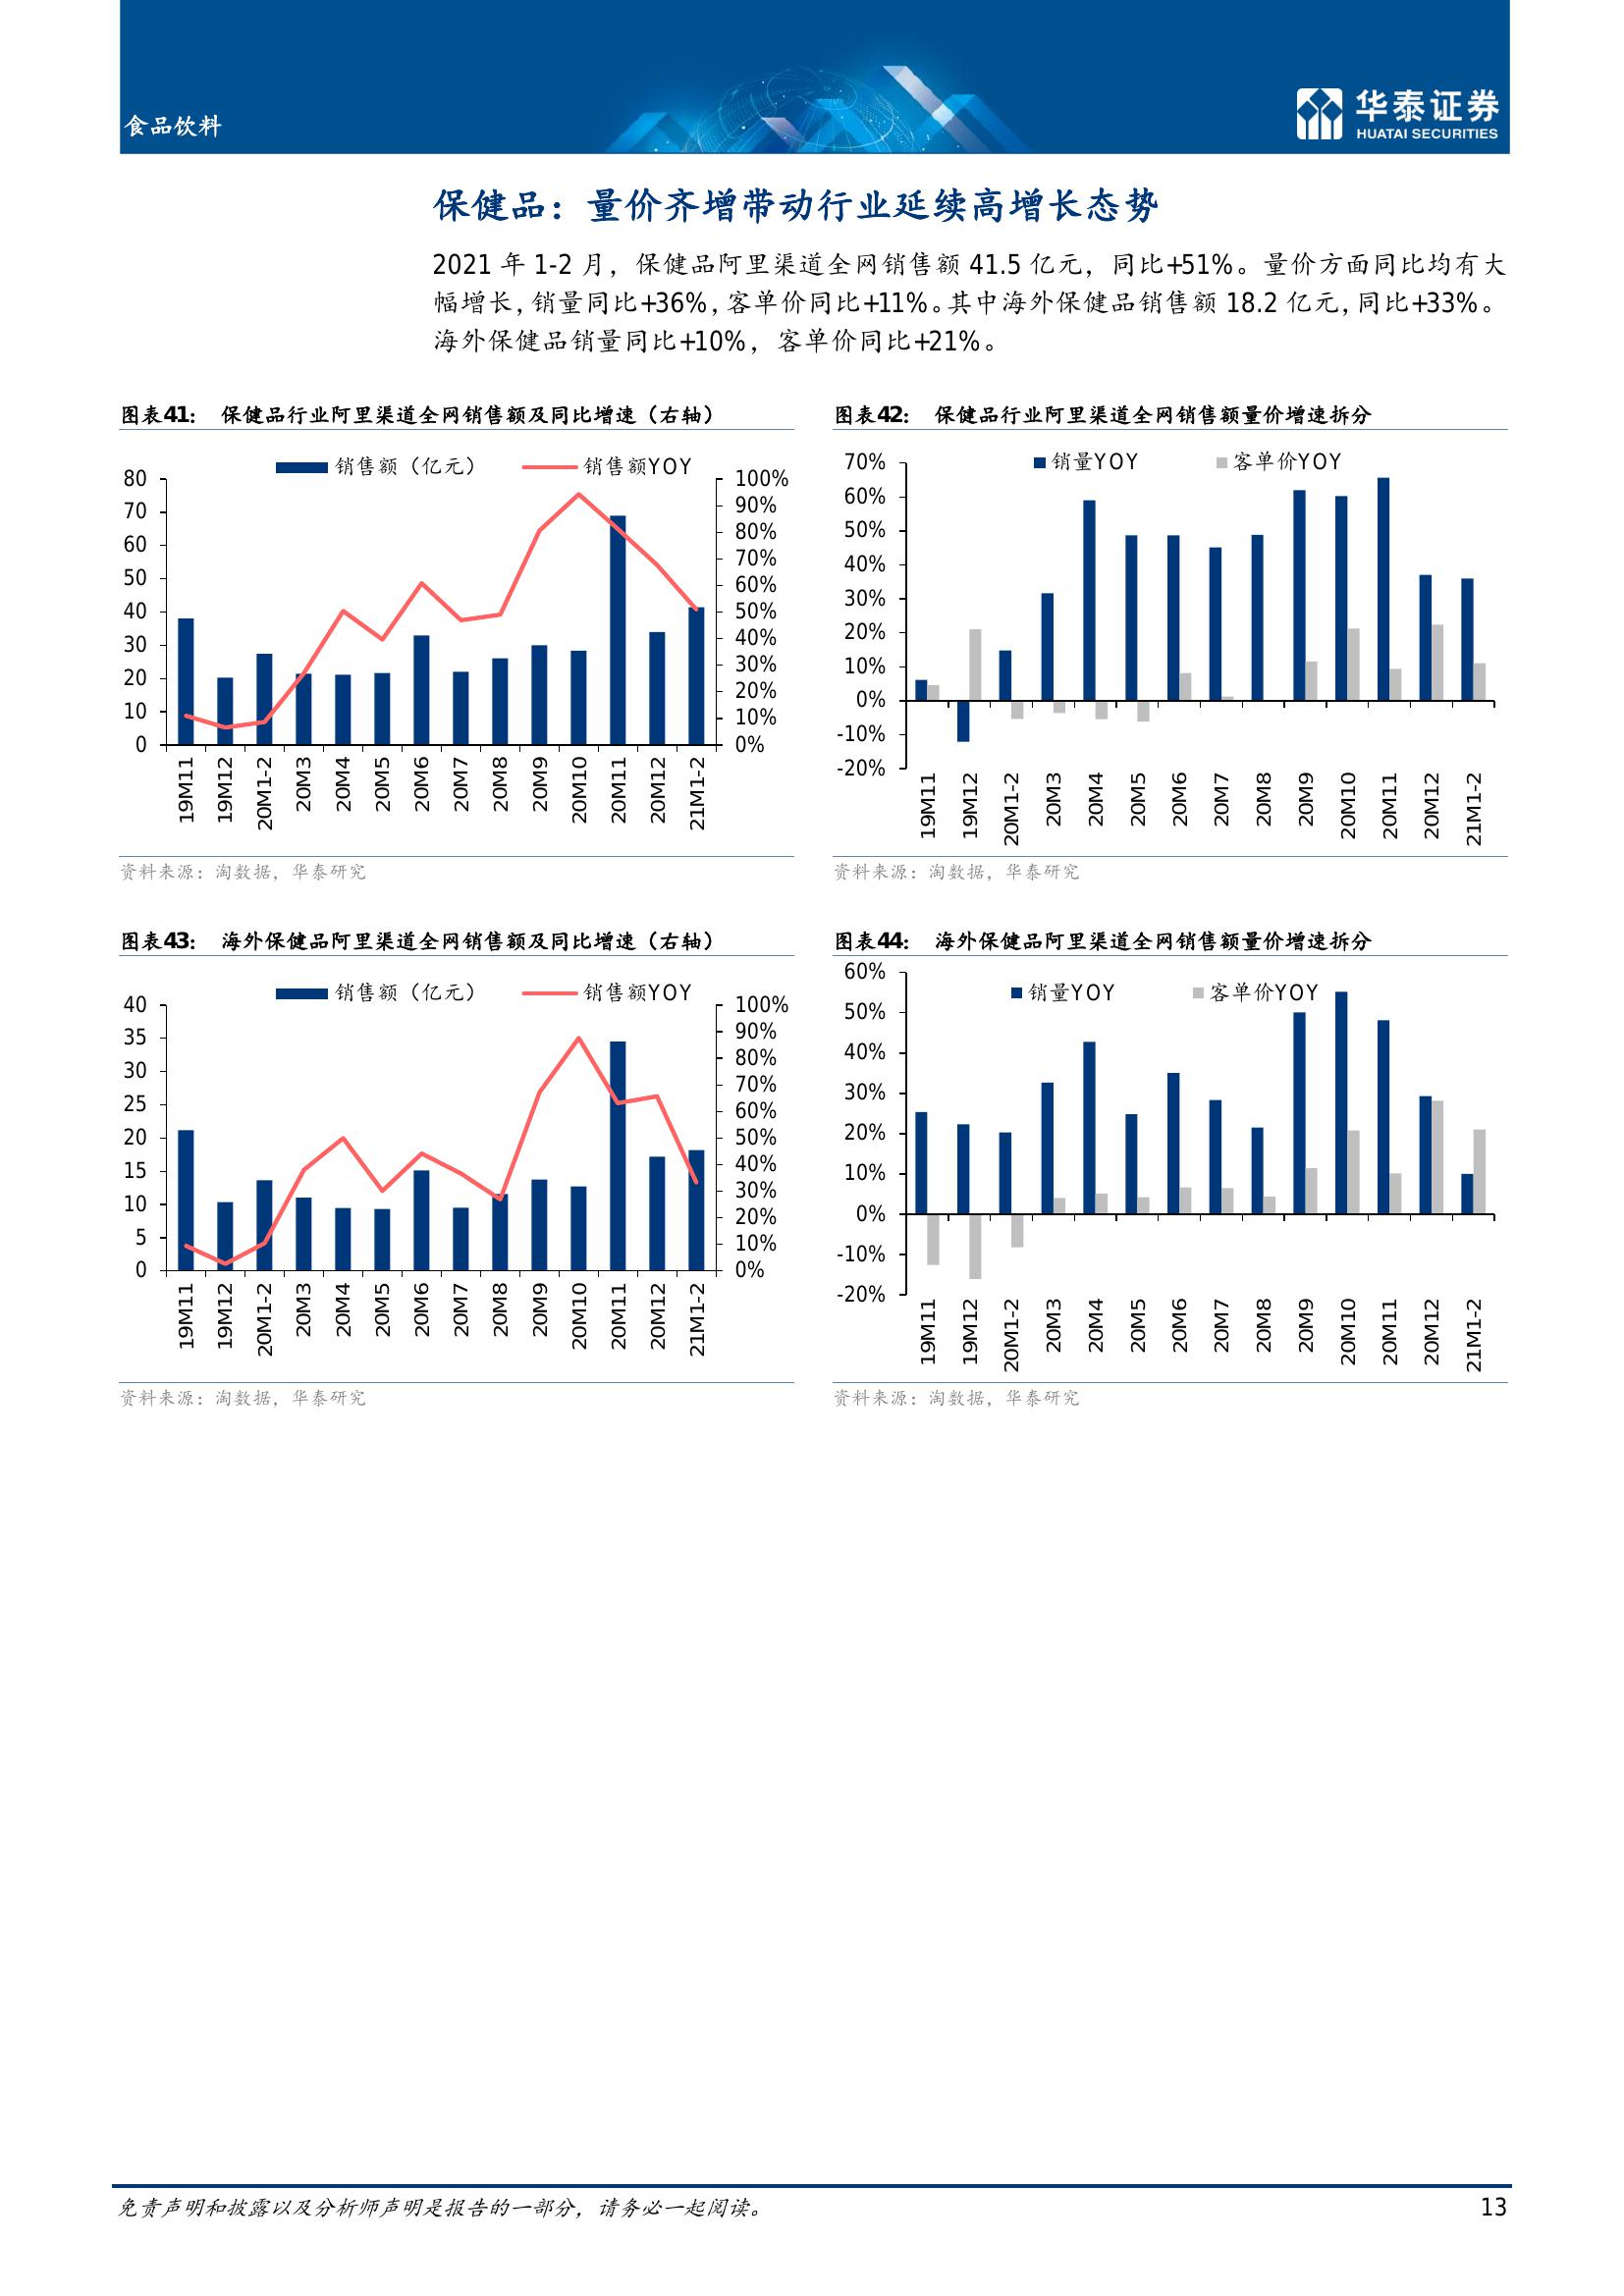 食品饮料
华泰证券
HUATAI SECURITIES
保健品：量价齐增带动行业延续高增长态势
2021 年 1-2 月，保健品阿里渠道全网销售额 41.5 亿元，同比+51%。量价方面同比均有大
幅增长，销量同比+36%，客单价同比+11%。其中海外保健品销售额 18.2 亿元，同比+33%。
海外保健品销量同比+10%，客单价同比+21%。
图表41： 保健品行业阿里渠道全网销售额及同比增速（右轴）
销售额（亿元） 销售额YOY
80
70
60
50
40
30
20
10
0
100%
90%
80%
70%
60%
50%
40%
30%
20%
10%
0%
19M11
19M12
20M1-2
20M3
20M4
20M5
20M6
20M7
20M8
20M9
20M10
20M11
20M12
21M1-2
资料来源：淘数据，华泰研究
图表42： 保健品行业阿里渠道全网销售额量价增速拆分
销量YOY 客单价YOY
70%
60%
50%
40%
30%
20%
10%
0%
-10%
-20%
19M11
19M12
20M1-2
20M3
20M4
20M5
20M6
20M7
20M8
20M9
20M10
20M11
20M12
21M1-2
资料来源：淘数据，华泰研究
图表43： 海外保健品阿里渠道全网销售额及同比增速（右轴）
销售额（亿元） 销售额YOY
40
35
30
25
20
15
10
5
0
100%
90%
80%
70%
60%
50%
40%
30%
20%
10%
0%
19M11
19M12
20M1-2
20M3
20M4
20M5
20M6
20M7
20M8
20M9
20M10
20M11
20M12
21M1-2
资料来源：淘数据，华泰研究
图表44： 海外保健品阿里渠道全网销售额量价增速拆分
销量YOY 客单价YOY
60%
50%
40%
30%
20%
10%
0%
-10%
-20%
19M11
19M12
20M1-2
20M3
20M4
20M5
20M6
20M7
20M8
20M9
20M10
20M11
20M12
21M1-2
资料来源：淘数据，华泰研究
免责声明和披露以及分析师声明是报告的一部分，请务必一起阅读。
13